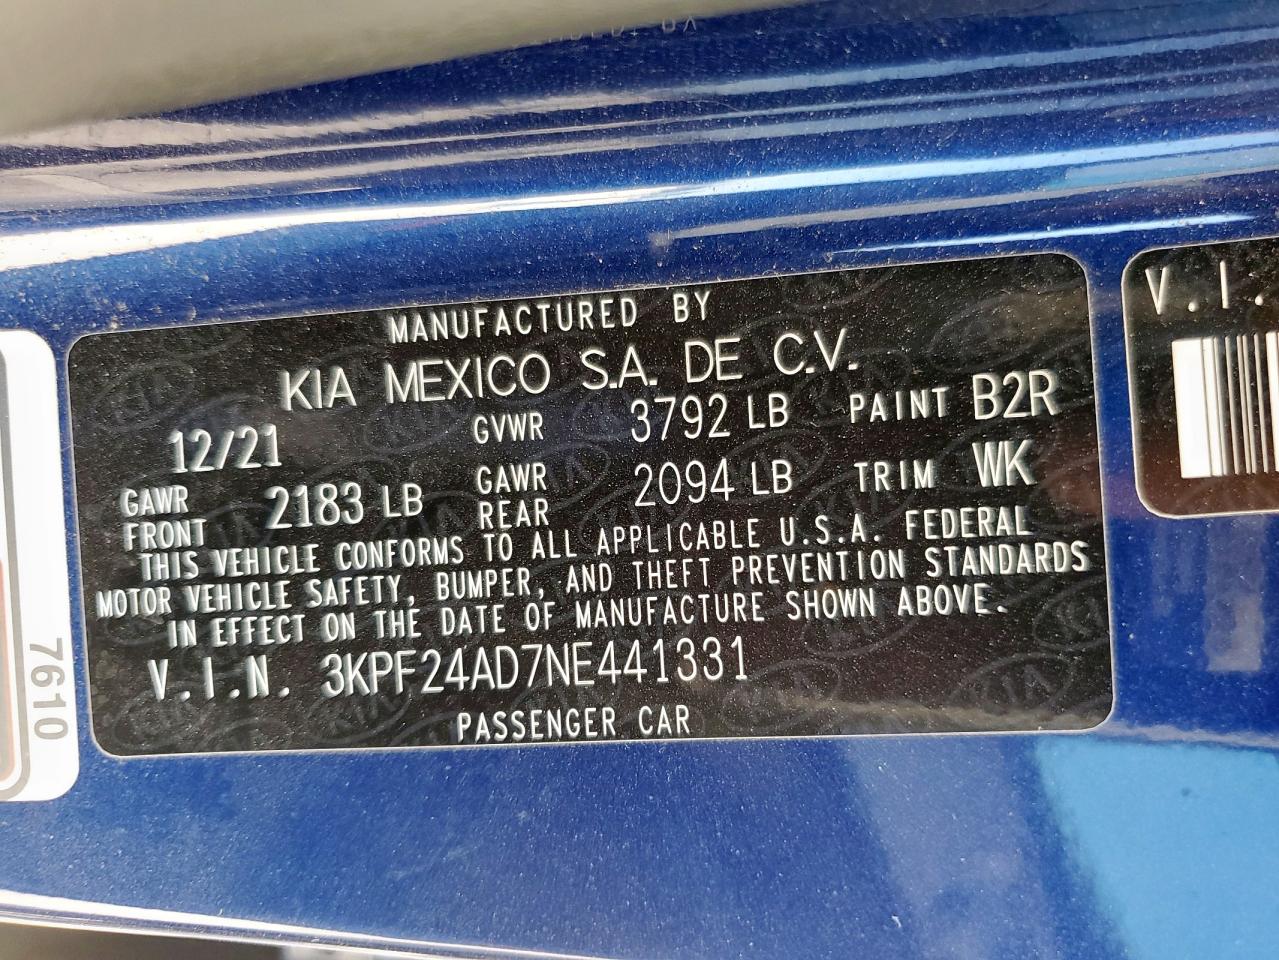 MANUFACTURED BY
KIA MEXICO S.A. DE C.V.
12/21 GVWR 3792 LB PAINT B2R
GAWR FRONT 2183 LB GAWR REAR 2094 LB TRIM WK
THIS VEHICLE CONFORMS TO ALL APPLICABLE U.S.A. FEDERAL
MOTOR VEHICLE SAFETY, BUMPER, AND THEFT PREVENTION STANDARDS
IN EFFECT ON THE DATE OF MANUFACTURE SHOWN ABOVE.
V.I.N. 3KPF24AD7NE441331
PASSENGER CAR
V.I.
7610